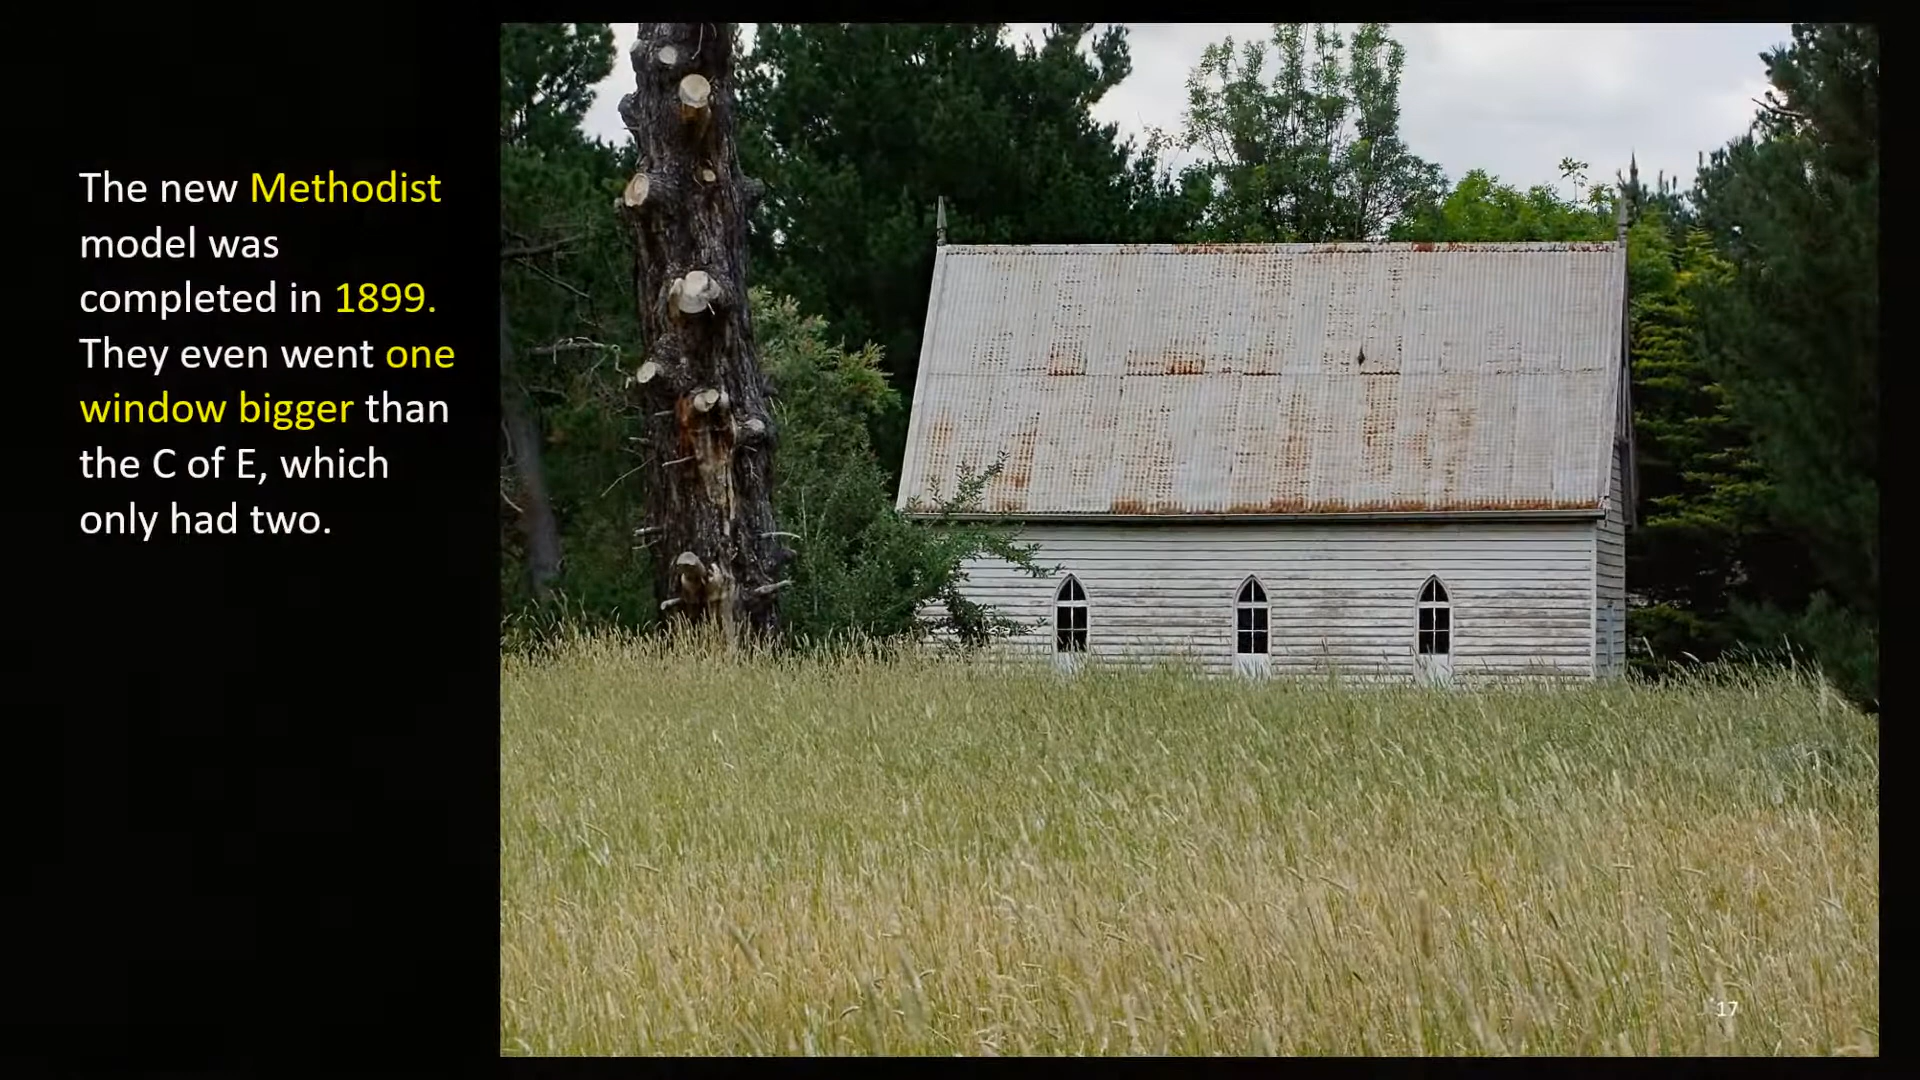 The new Methodist
model was
completed in 1899.
They even went one
window bigger than
the C of E, which
only had two.
17